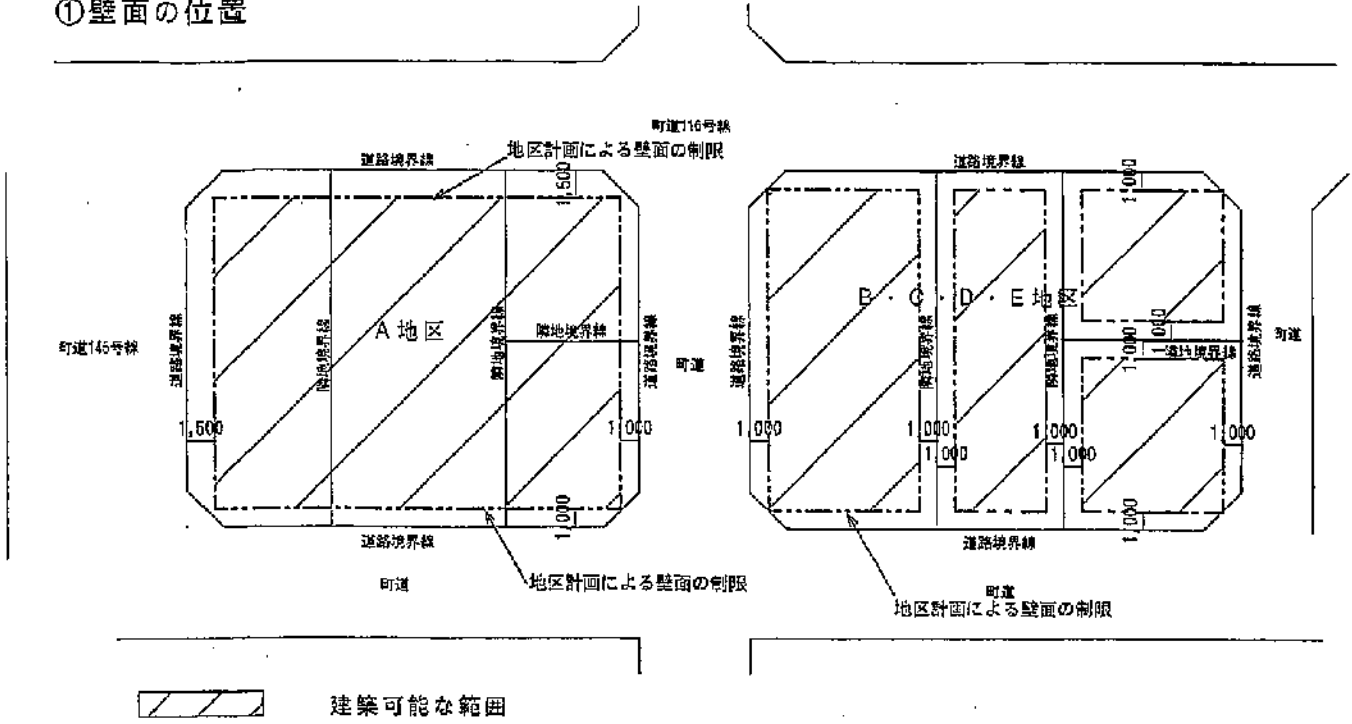 ①壁面の位置
町道116号線
道路境界線
地区計画による壁面の制限
道路境界線
1,500
1,000
B・C・D・E地区
A地区
隣地境界線
町道145号線
道路境界線
隣地境界線
隣地境界線
道路境界線
町道
道路境界線
隣地境界線
隣地境界線
1,000
1,000
隣地境界線
道路境界線
町道
1,500
1,000
1,000
1,000
1,000
1,000
1,000
1,000
1,000
1,000
道路境界線
道路境界線
町道
地区計画による壁面の制限
町道
地区計画による壁面の制限
建築可能な範囲